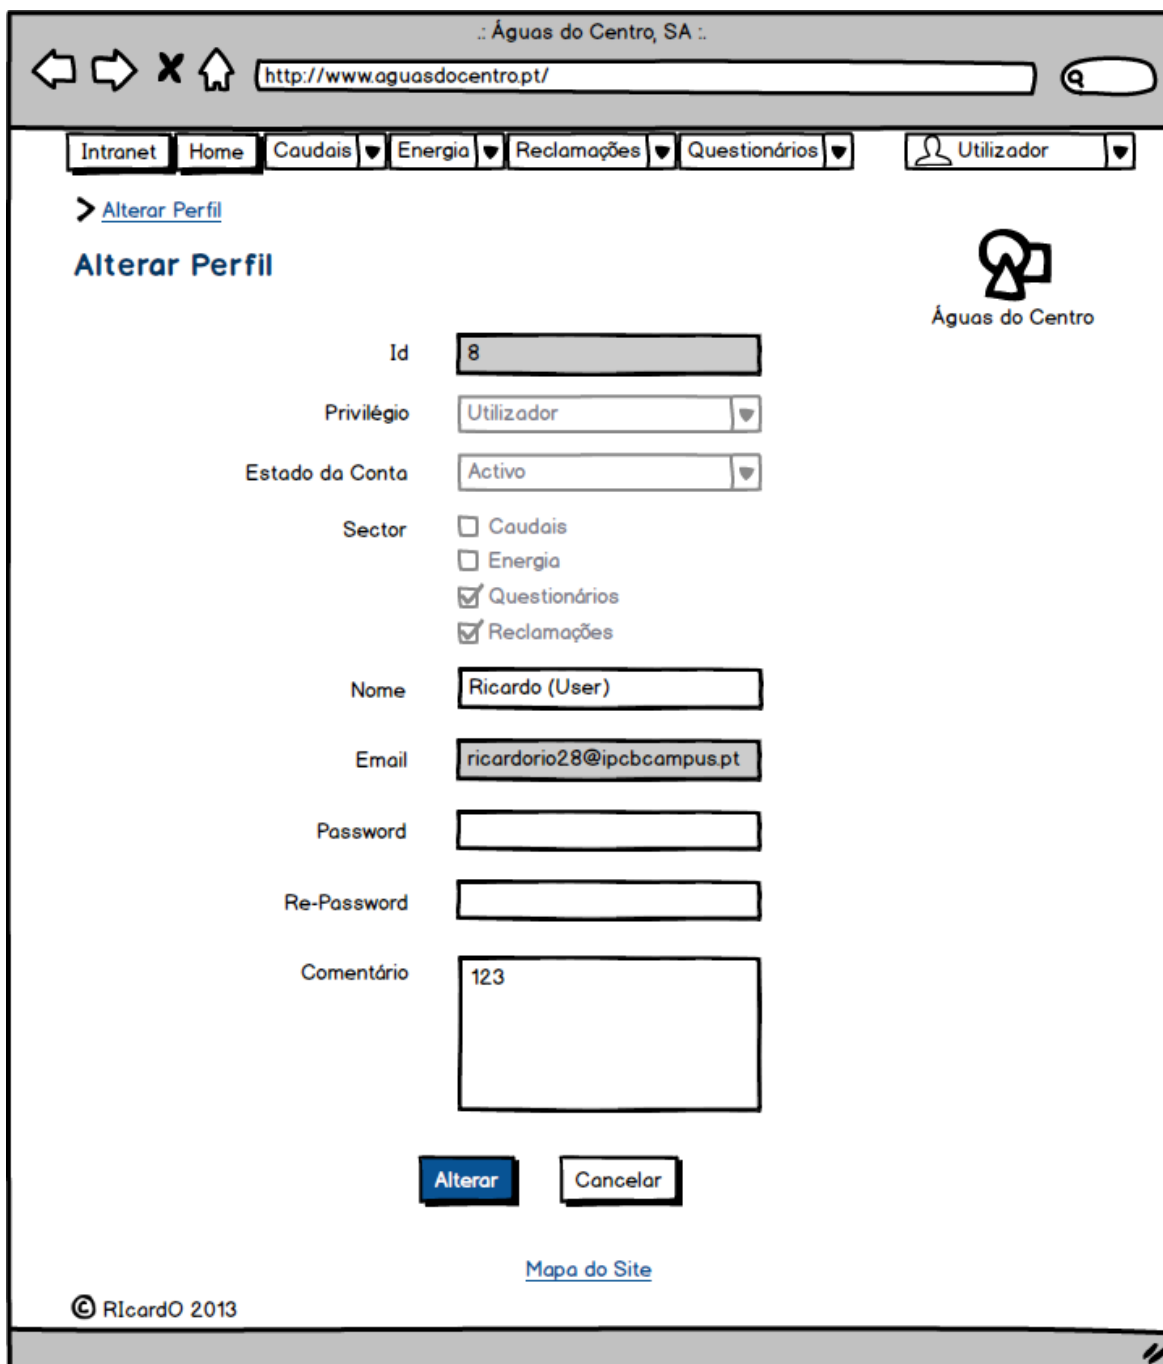 .: Águas do Centro, SA :.
http://www.aguasdocentro.pt/
Intranet Home Caudais Energia Reclamações Questionários Utilizador
Alterar Perfil
Alterar Perfil
Águas do Centro
Id 8
Privilégio Utilizador
Estado da Conta Activo
Sector Caudais
Energia
Questionários
Reclamações
Nome Ricardo (User)
Email ricardorio28@ipcbcampus.pt
Password
Re-Password
Comentário 123
Alterar Cancelar
Mapa do Site
© RIcardO 2013